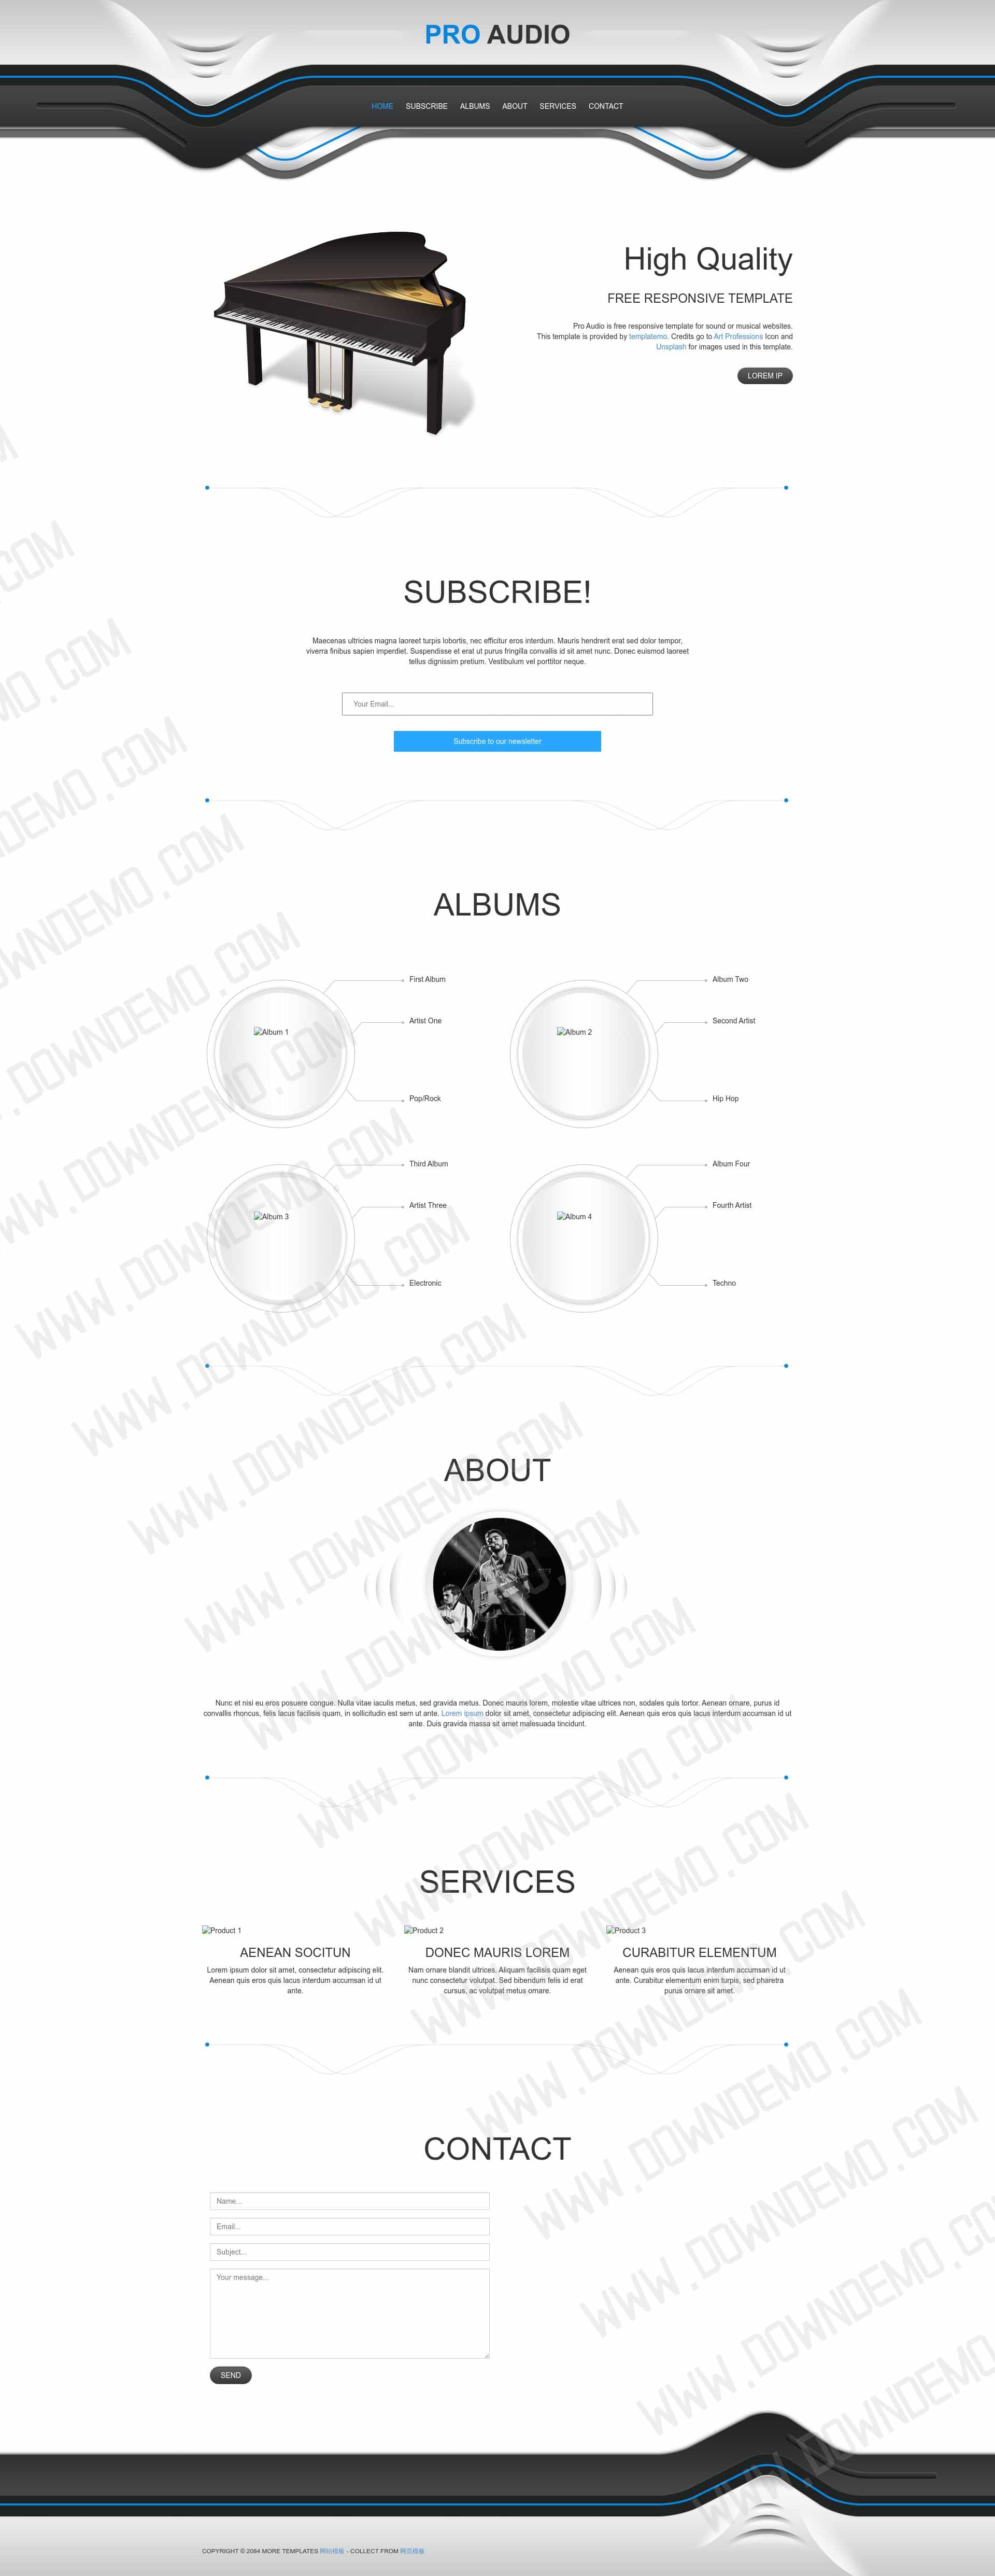 PRO AUDIO
HOME SUBSCRIBE ALBUMS ABOUT SERVICES CONTACT
High Quality
FREE RESPONSIVE TEMPLATE
Pro Audio is free responsive template for sound or musical websites.
This template is provided by templatemo. Credits go to Art Professions Icon and
Unsplash for images used in this template.
LOREM IP
SUBSCRIBE!
Maecenas ultricies magna laoreet turpis lobortis, nec efficitur eros interdum. Mauris hendrerit erat sed dolor tempor,
viverra finibus sapien imperdiet. Suspendisse et erat ut purus fringilla convallis id sit amet nunc. Donec euismod laoreet
tellus dignissim pretium. Vestibulum vel porttitor neque.
Your Email...
Subscribe to our newsletter
ALBUMS
First Album
Artist One
Album 1
Pop/Rock
Album Two
Second Artist
Album 2
Hip Hop
Third Album
Artist Three
Album 3
Electronic
Album Four
Fourth Artist
Album 4
Techno
ABOUT
Nunc et nisi eu eros posuere congue. Nulla vitae iaculis metus, sed gravida metus. Donec mauris lorem, molestie vitae ultrices non, sodales quis tortor. Aenean ornare, purus id
convallis rhoncus, felis lacus facilisis quam, in sollicitudin est sem ut ante. Lorem ipsum dolor sit amet, consectetur adipiscing elit. Aenean quis eros quis lacus interdum accumsan id ut
ante. Duis gravida massa sit amet malesuada tincidunt.
SERVICES
Product 1
AENEAN SOCITUN
Lorem ipsum dolor sit amet, consectetur adipiscing elit.
Aenean quis eros quis lacus interdum accumsan id ut
ante.
Product 2
DONEC MAURIS LOREM
Nam ornare blandit ultrices. Aliquam facilisis quam eget
nunc consectetur volutpat. Sed bibendum felis id erat
cursus, ac volutpat metus ornare.
Product 3
CURABITUR ELEMENTUM
Aenean quis eros quis lacus interdum accumsan id ut
ante. Curabitur elementum enim turpis, sed pharetra
purus ornare sit amet.
CONTACT
Name...
Email...
Subject...
Your message...
SEND
COPYRIGHT © 2084 MORE TEMPLATES 网站模板 - COLLECT FROM 网页模板
WWW.DOWNDEMO.COM